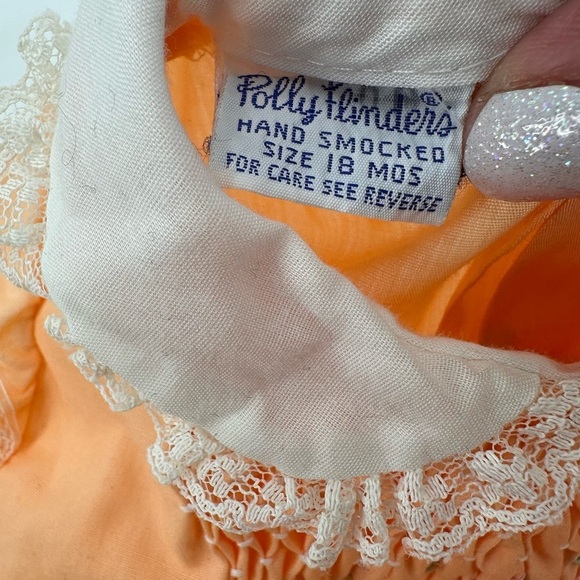 Polly Flinders®
HAND SMOCKED
SIZE 18 MOS
FOR CARE SEE REVERSE